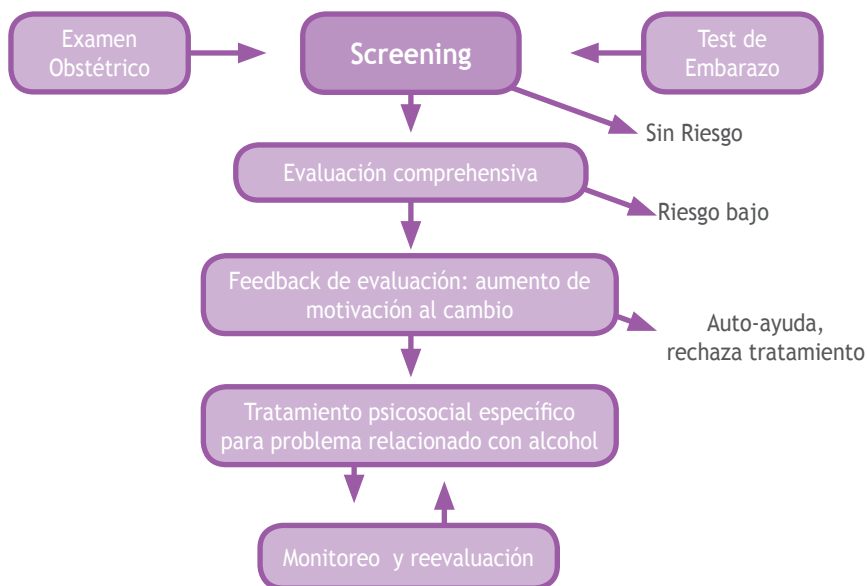 Examen
Obstétrico
Screening
Test de
Embarazo
Sin Riesgo
Evaluación comprehensiva
Riesgo bajo
Feedback de evaluación: aumento de
motivación al cambio
Auto-ayuda,
rechaza tratamiento
Tratamiento psicosocial específico
para problema relacionado con alcohol
Monitoreo y reevaluación